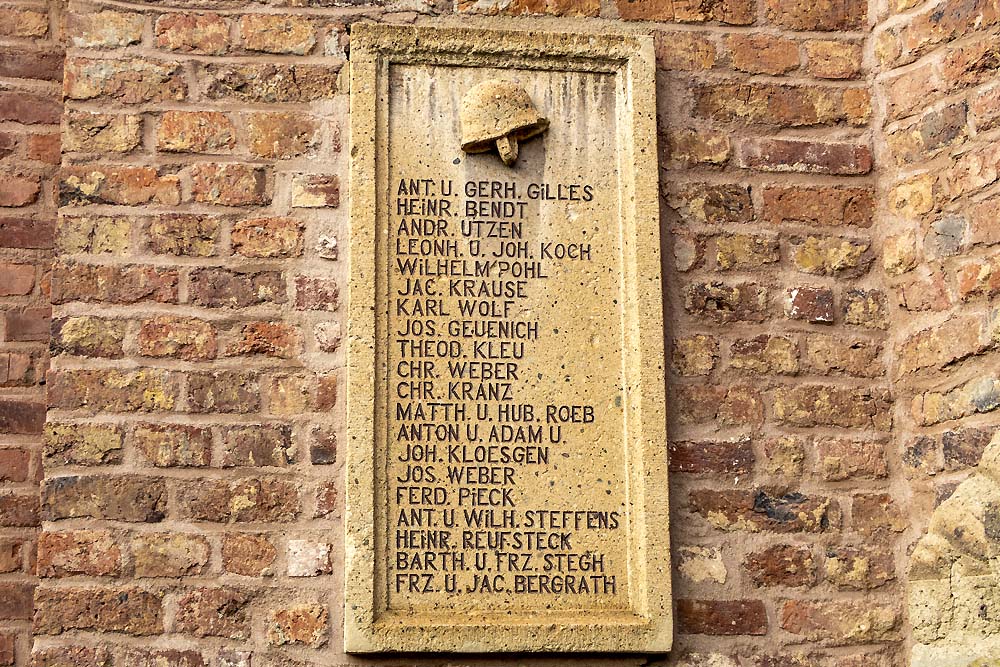 ANT. U. GERH. GILLES
HEINR. BENDT
ANDR. UTZEN
LEONH. U. JOH. KOCH
WILHELM POHL
JAC. KRAUSE
KARL WOLF
JOS. GEUENICH
THEOD. KLEU
CHR. WEBER
CHR. KRANZ
MATTH. U. HUB. ROEB
ANTON U. ADAM U.
JOH. KLOESGEN
JOS. WEBER
FERD. PIECK
ANT. U. WILH. STEFFENS
HEINR. REUFSTECK
BARTH. U. FRZ. STEGH
FRZ. U. JAC. BERGRATH